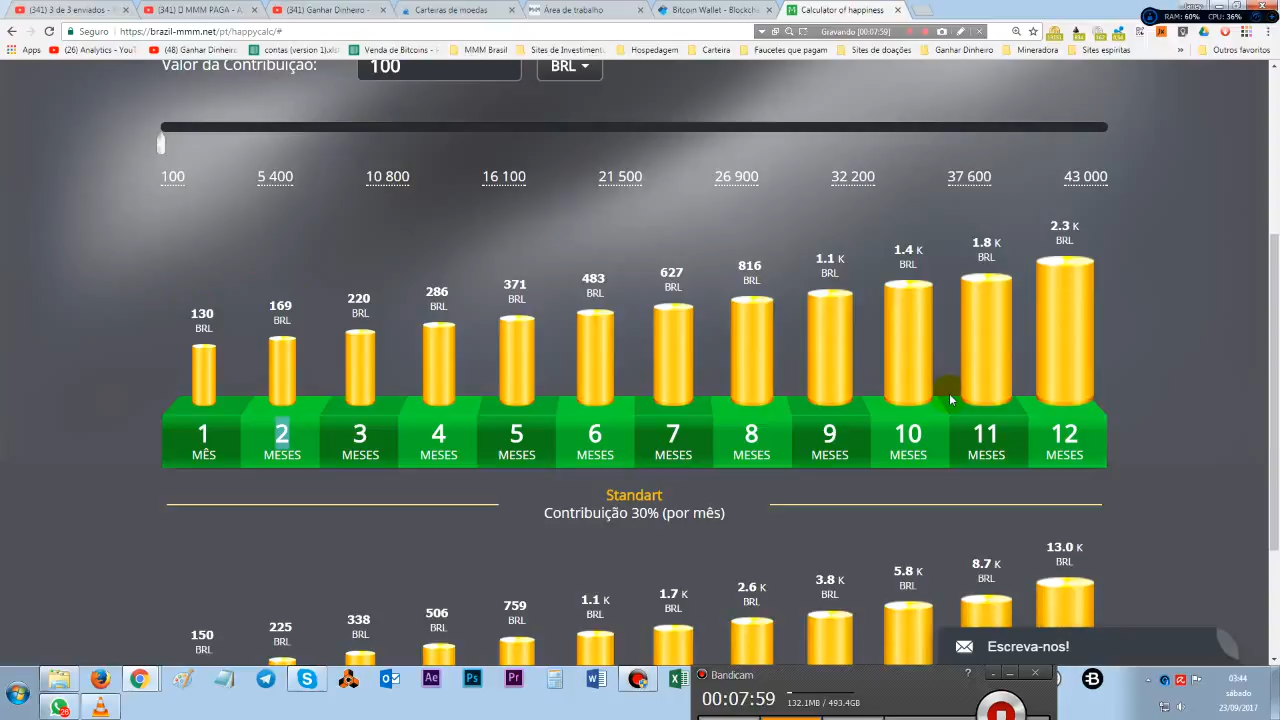 (341) 3 de 3 enviados - 
(341) MMM PAGA - A
(341) Ganhar Dinheiro -
Carteiras de moedas
Área de trabalho
Bitcoin Wallet - Blockcha
Calculator of happiness
RAM: 60% CPU: 36%
Seguro https://brazil-mmm.net/pt/happycalc/#
Gravando [00:07:59]
Apps
(26) Analytics - You
(48) Ganhar Dinhei
contas (version 1).xls
MMM Brasil
Sites de
Carteira
Faucetes que pagam
Sites de doações
Ganhar Dinheiro
Mineradora
Sites espiritas
»
Outros favoritos
Valor da Contribuição:
100
BRL
100 5 400 10 800 16 100 21 500 26 900 32 200 37 600 43 000
130 169 220 286 371 483 627 816 1.1 K 1.4 K 1.8 K 2.3 K
BRL BRL BRL BRL BRL BRL BRL BRL BRL BRL BRL BRL
1 2 3 4 5 6 7 8 9 10 11 12
MÊS MESES MESES MESES MESES MESES MESES MESES MESES MESES MESES MESES
Standart
Contribuição 30% (por mês)
150 225 338 506 759 1.1 K 1.7 K 2.6 K 3.8 K 5.8 K 8.7 K 13.0 K
BRL BRL BRL BRL BRL BRL BRL BRL BRL BRL BRL BRL
Escreva-nos!
Bandicam
00:07:59
132.1MB / 493.4GB
Ae
Ps
Pr
26
03:44
sábado
23/09/2017